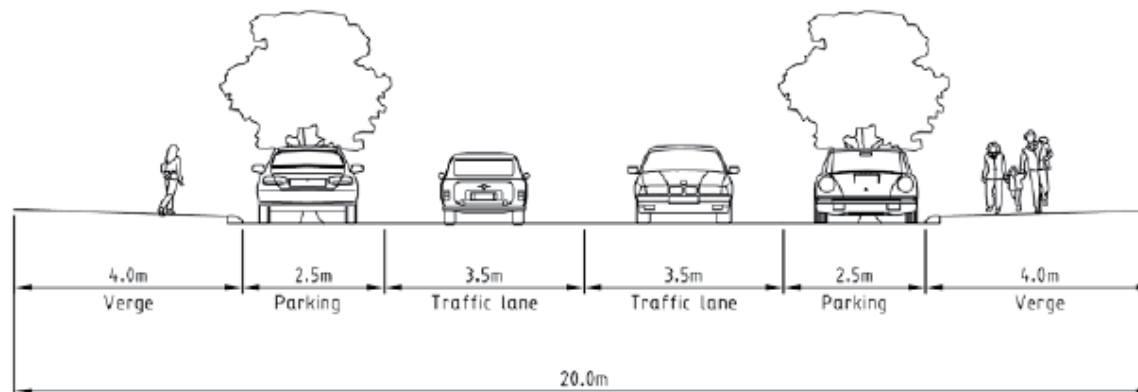 4.0m 2.5m 3.5m 3.5m 2.5m 4.0m
Verge Parking Traffic lane Traffic lane Parking Verge
20.0m